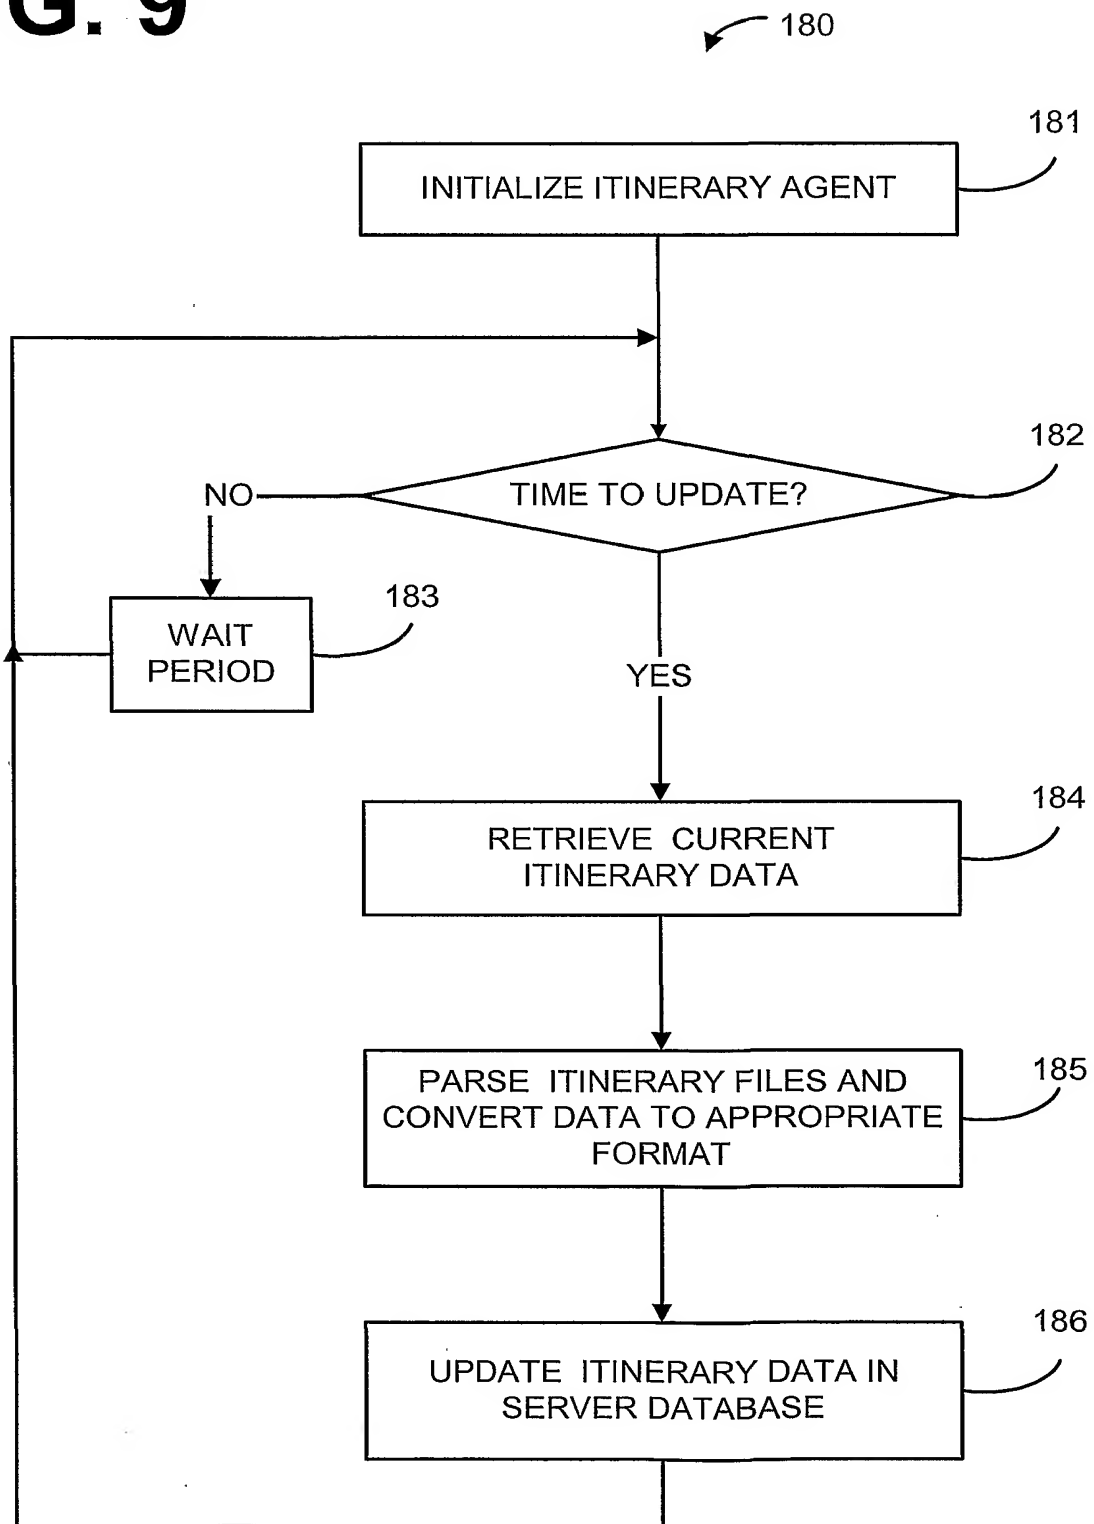 G. 9
180
181
INITIALIZE ITINERARY AGENT
182
TIME TO UPDATE?
NO
183
WAIT
PERIOD
YES
184
RETRIEVE CURRENT
ITINERARY DATA
185
PARSE ITINERARY FILES AND
CONVERT DATA TO APPROPRIATE
FORMAT
186
UPDATE ITINERARY DATA IN
SERVER DATABASE